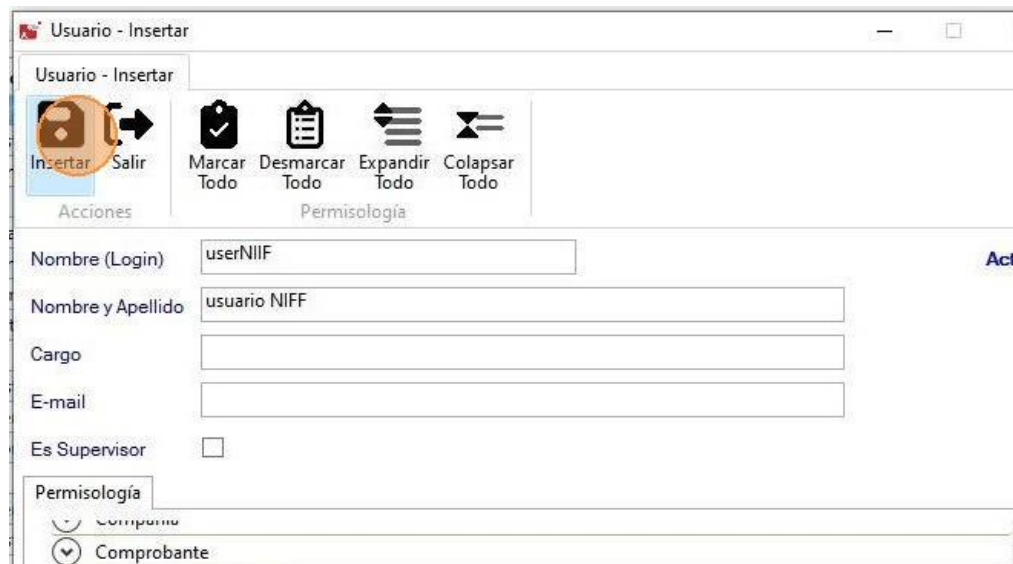 Usuario - Insertar
Usuario - Insertar
Insertar Salir Marcar Todo Desmarcar Todo Expandir Todo Colapsar Todo
Acciones Permisología
Nombre (Login) userNIIF
Nombre y Apellido usuario NIFF
Cargo
E-mail
Es Supervisor
Permisología
Compañia
Comprobante